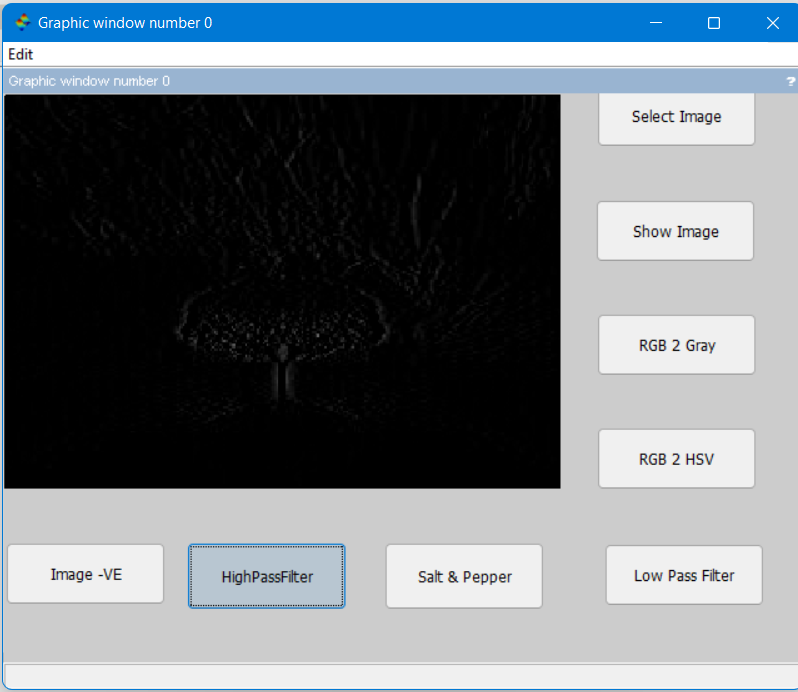 Graphic window number 0
Edit
Graphic window number 0
?
Select Image
Show Image
RGB 2 Gray
RGB 2 HSV
Image -VE
HighPassFilter
Salt & Pepper
Low Pass Filter